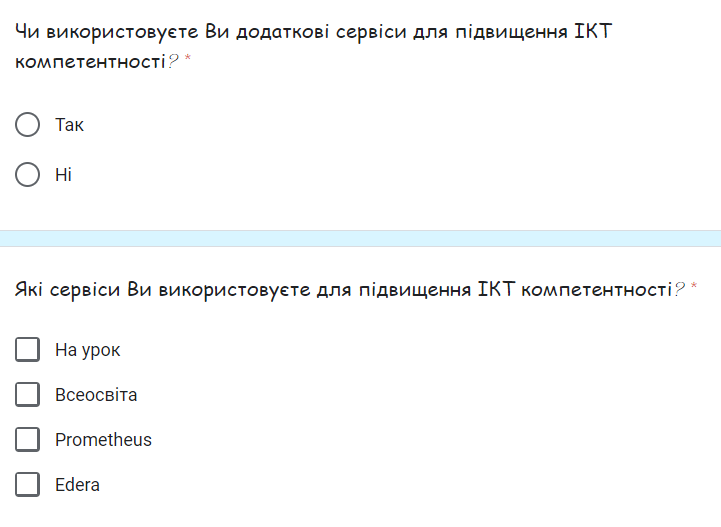 Чи використовуєте Ви додаткові сервіси для підвищення ІКТ
компетентності? *
Так
Ні
Які сервіси Ви використовуєте для підвищення ІКТ компетентності? *
На урок
Всеосвіта
Prometheus
Edera